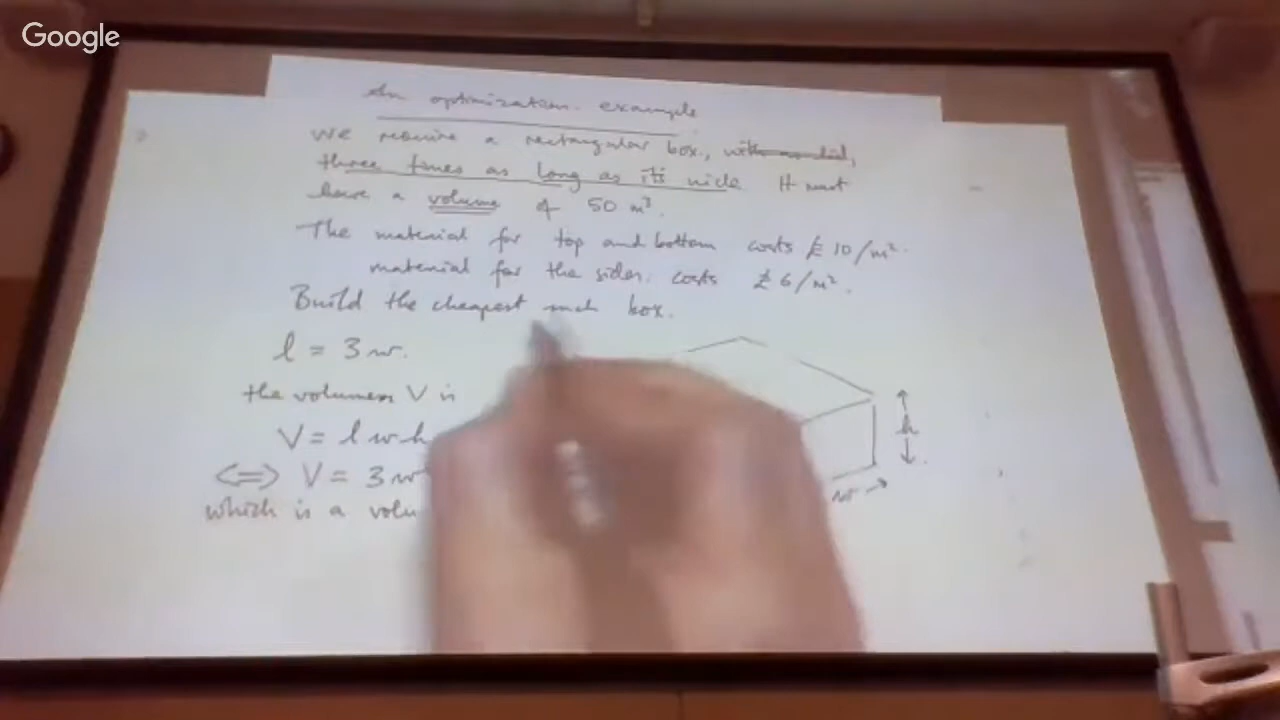 Google
An optimization example
We require a rectangular box, with a lid,
three times as long as its wide It must
have a volume of 50 m³.
The material for top and bottom costs £10/m².
material for the sides. costs £6/m².
Build the cheapest such box.
l = 3w.
the volume V is
V = l w h
⟺ V = 3w
which is a volu
h
w